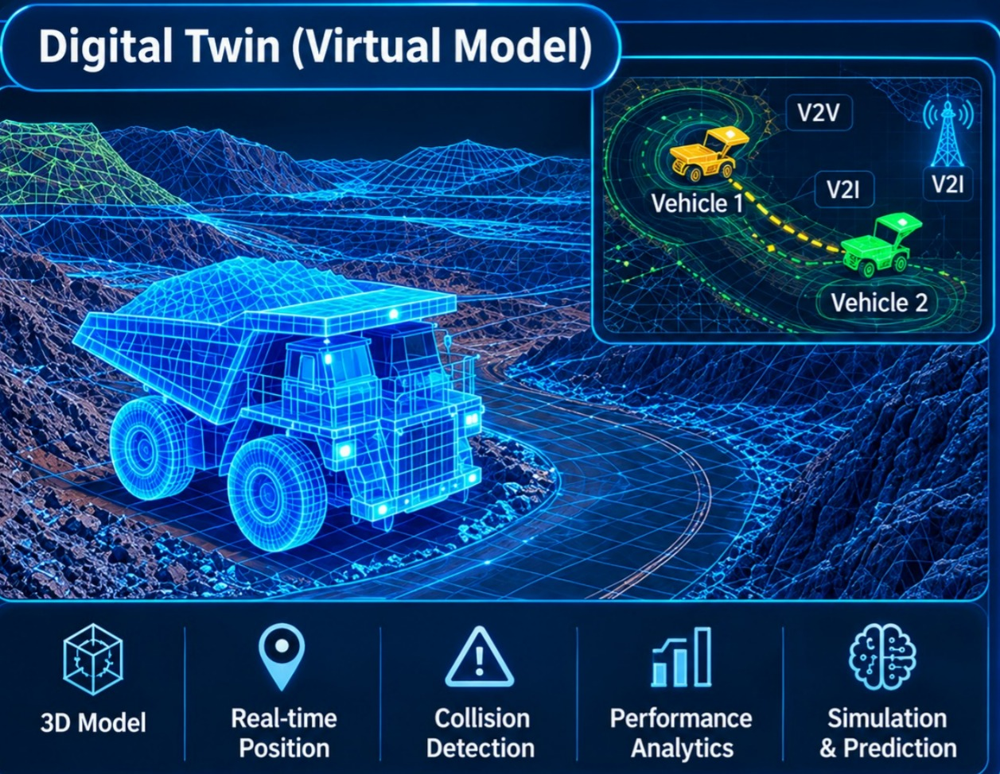 Digital Twin (Virtual Model)
V2V
V2I
V2I
Vehicle 1
Vehicle 2
3D Model
Real-time
Position
Collision
Detection
Performance
Analytics
Simulation
& Prediction